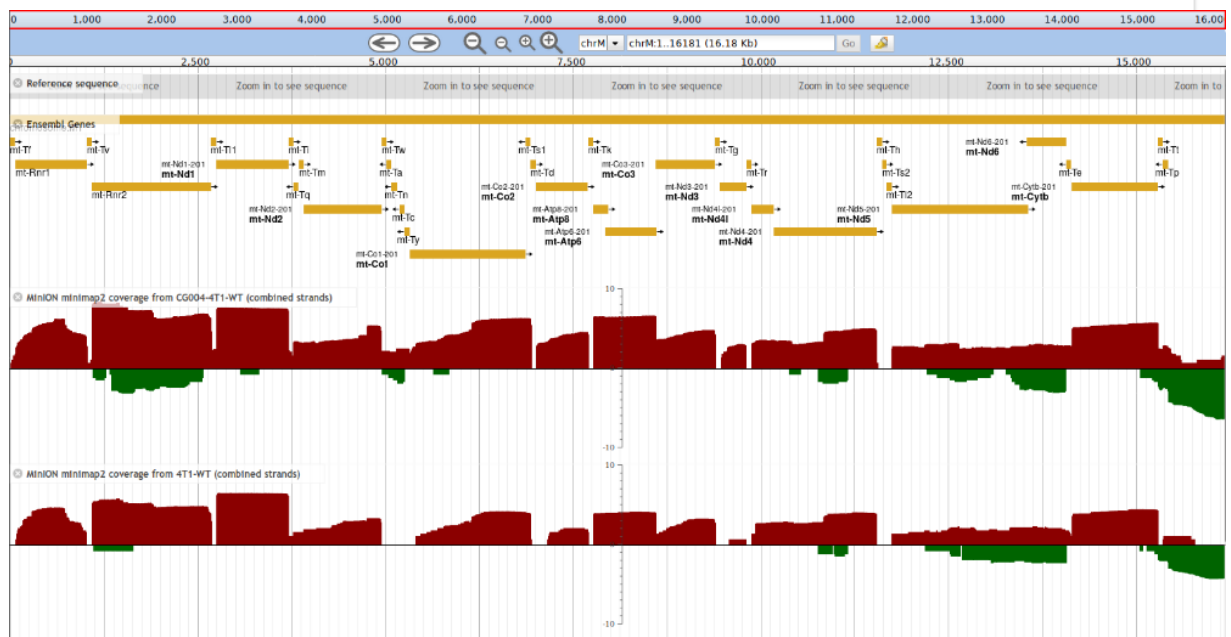 0 1,000 2,000 3,000 4,000 5,000 6,000 7,000 8,000 9,000 10,000 11,000 12,000 13,000 14,000 15,000 16,00
chrM chrM:1..16181 (16.18 Kb) Go
0 2,500 5,000 7,500 10,000 12,500 15,000
Reference sequence Zoom in to see sequence Zoom in to see sequence Zoom in to see sequence Zoom in to see sequence Zoom in to see sequence Zoom in to
Ensembl Genes
mt-Tf mt-Tv mt-Tl1 mt-Ti mt-Tw mt-Ts1 mt-Tk mt-Tg mt-Th mt-Nd6-201 mt-Nd6 mt-Tt
mt-Rnr1 mt-Nd1-201 mt-Nd1 mt-Tm mt-Ta mt-Td mt-Co3-201 mt-Co3 mt-Tr mt-Ts2 mt-Te mt-Tp
mt-Rnr2 mt-Tq mt-Tn mt-Co2-201 mt-Co2 mt-Nd3-201 mt-Nd3 mt-Tl2 mt-Cytb-201 mt-Cytb
mt-Nd2-201 mt-Nd2 mt-Tc mt-Atp8-201 mt-Atp8 mt-Nd4l-201 mt-Nd4l mt-Nd5-201 mt-Nd5
mt-Ty mt-Atp6-201 mt-Atp6 mt-Nd4-201 mt-Nd4
mt-Co1-201 mt-Co1
MinION minimap2 coverage from CG004-4T1-WT (combined strands)
10
-10
MinION minimap2 coverage from 4T1-WT (combined strands)
10
-10